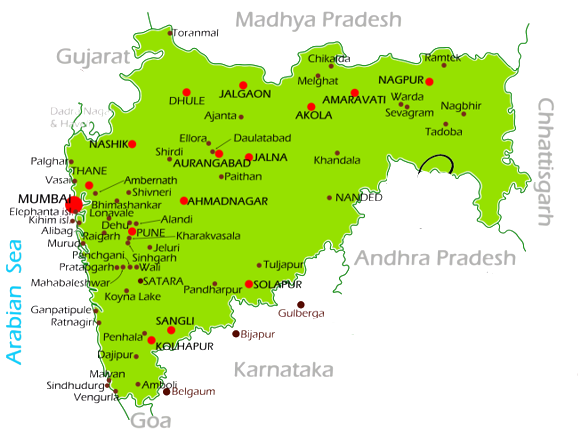 Madhya Pradesh
Toranmal
Gujarat
Chikalda
Ramtek
Melghat
NAGPUR
DHULE
JALGAON
AMARAVATI
Warda
Nagbhir
Dadr, Naga
& Ha
Ajanta
AKOLA
Sevagram
Tadoba
Chhattisgarh
NASHIK
Ellora
Daulatabad
Shirdi
AURANGABAD
JALNA
Khandala
Palghar
THANE
Vasai
Ambernath
Paithan
MUMBAI
Shivneri
Bhimashankar
AHMADNAGAR
NANDED
Elephanta isl
Lonavale
Kihim isl
Dehu
Alandi
Alibag
Raigarh
PUNE
Kharakvasala
Murud
Jeluri
Panchgani
Sinhgarh
Andhra Pradesh
Pratapgarh
Wali
Tuljapur
Mahabaleshwar
SATARA
Arabian Sea
Koyna Lake
Pandharpur
SOLAPUR
Ganpatipule
Gulberga
Ratnagiri
SANGLI
Penhala
Bijapur
KOLHAPUR
Dajipur
Karnataka
Malvan
Sindhudurg
Amboli
Belgaum
Vengurla
Goa